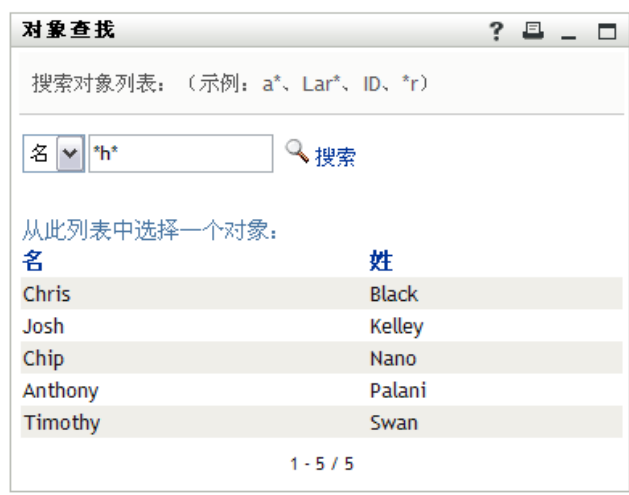 对象查找 ?
搜索对象列表：（示例：a*、Lar*、ID、*r）
名 *h* 搜索
从此列表中选择一个对象：
名 姓
Chris Black
Josh Kelley
Chip Nano
Anthony Palani
Timothy Swan
1 - 5 / 5